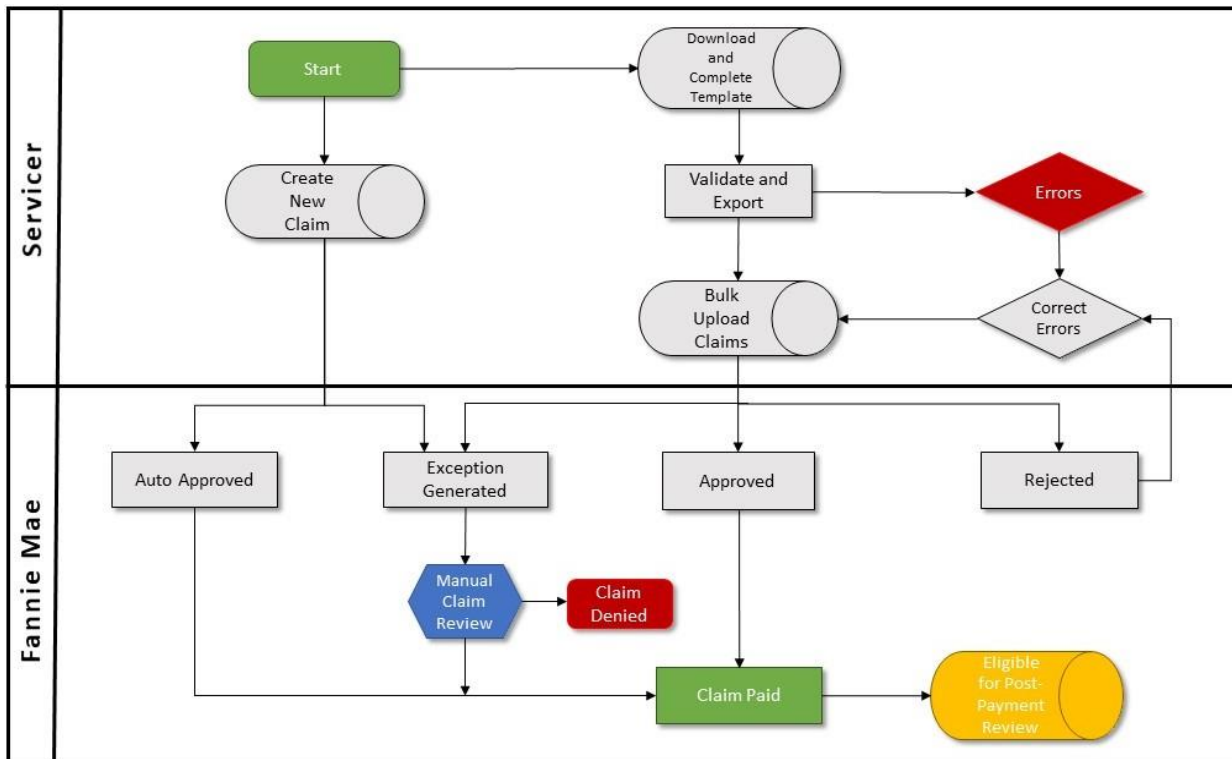 Servicer
Start
Download
and
Complete
Template
Create
New
Claim
Validate and
Export
Errors
Bulk
Upload
Claims
Correct
Errors
Fannie Mae
Auto Approved
Exception
Generated
Approved
Rejected
Manual
Claim
Review
Claim
Denied
Claim Paid
Eligible
for Post-
Payment
Review